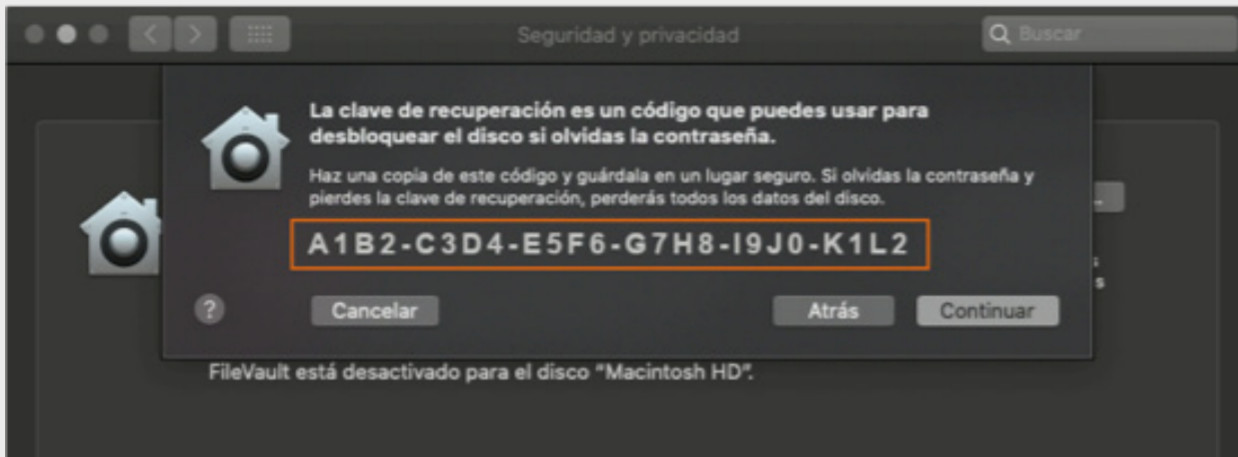 Seguridad y privacidad
Buscar
La clave de recuperación es un código que puedes usar para
desbloquear el disco si olvidas la contraseña.
Haz una copia de este código y guárdala en un lugar seguro. Si olvidas la contraseña y
pierdes la clave de recuperación, perderás todos los datos del disco.
A1B2-C3D4-E5F6-G7H8-I9J0-K1L2
?
Cancelar
Atrás
Continuar
FileVault está desactivado para el disco “Macintosh HD”.